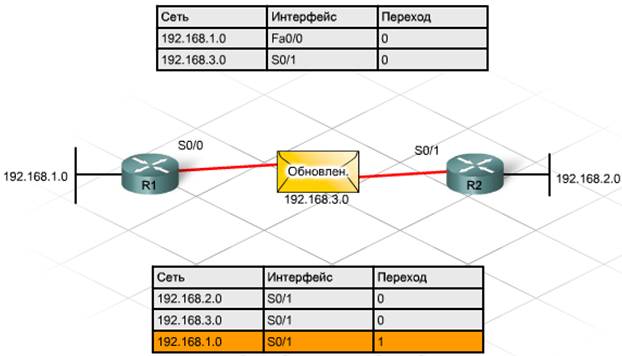 Сеть Интерфейс Переход
192.168.1.0 Fa0/0 0
192.168.3.0 S0/1 0
S0/0 S0/1
192.168.1.0 R1 Обновлен. R2 192.168.2.0
192.168.3.0
Сеть Интерфейс Переход
192.168.2.0 S0/1 0
192.168.3.0 S0/1 0
192.168.1.0 S0/1 1